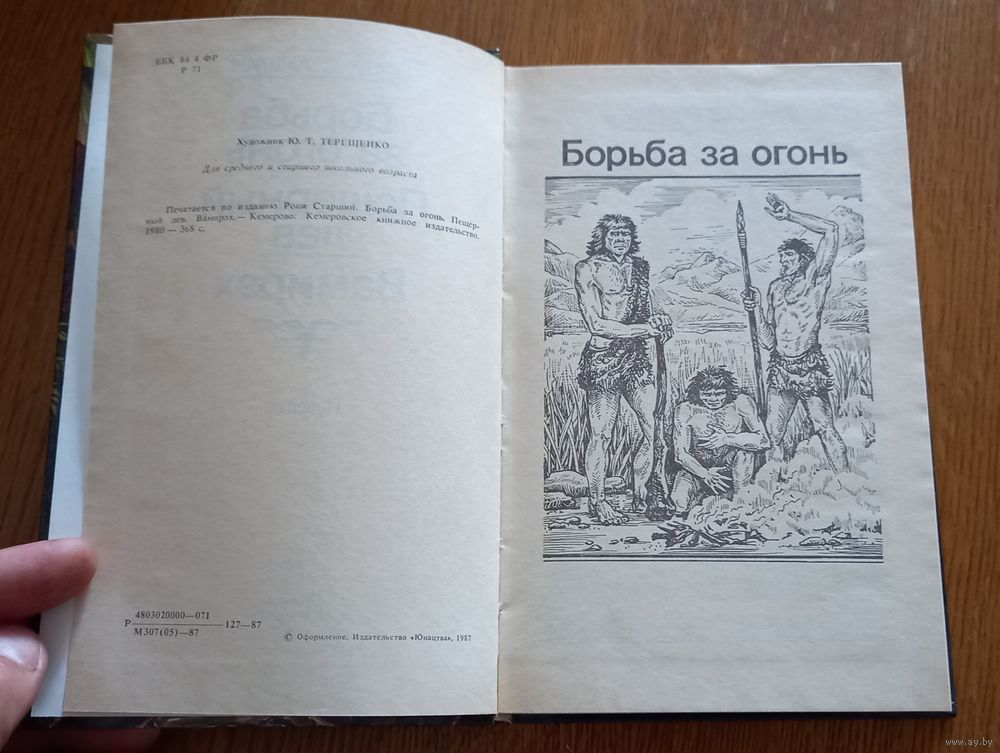 ББК 84 4 ФР
Р 71
Художник Ю. Т. ТЕРЕЩЕНКО
Для среднего и старшего школьного возраста
Печатается по изданию Рони Старший. Борьба за огонь. Пещер-
ный лев. Вамирэх.— Кемерово: Кемеровское книжное издательство.
1980 — 368 с.
4803020000—071
Р 127—87
М307(05)—87
© Оформление. Издательство «Юнацтва», 1987
Борьба за огонь
www.ay.by